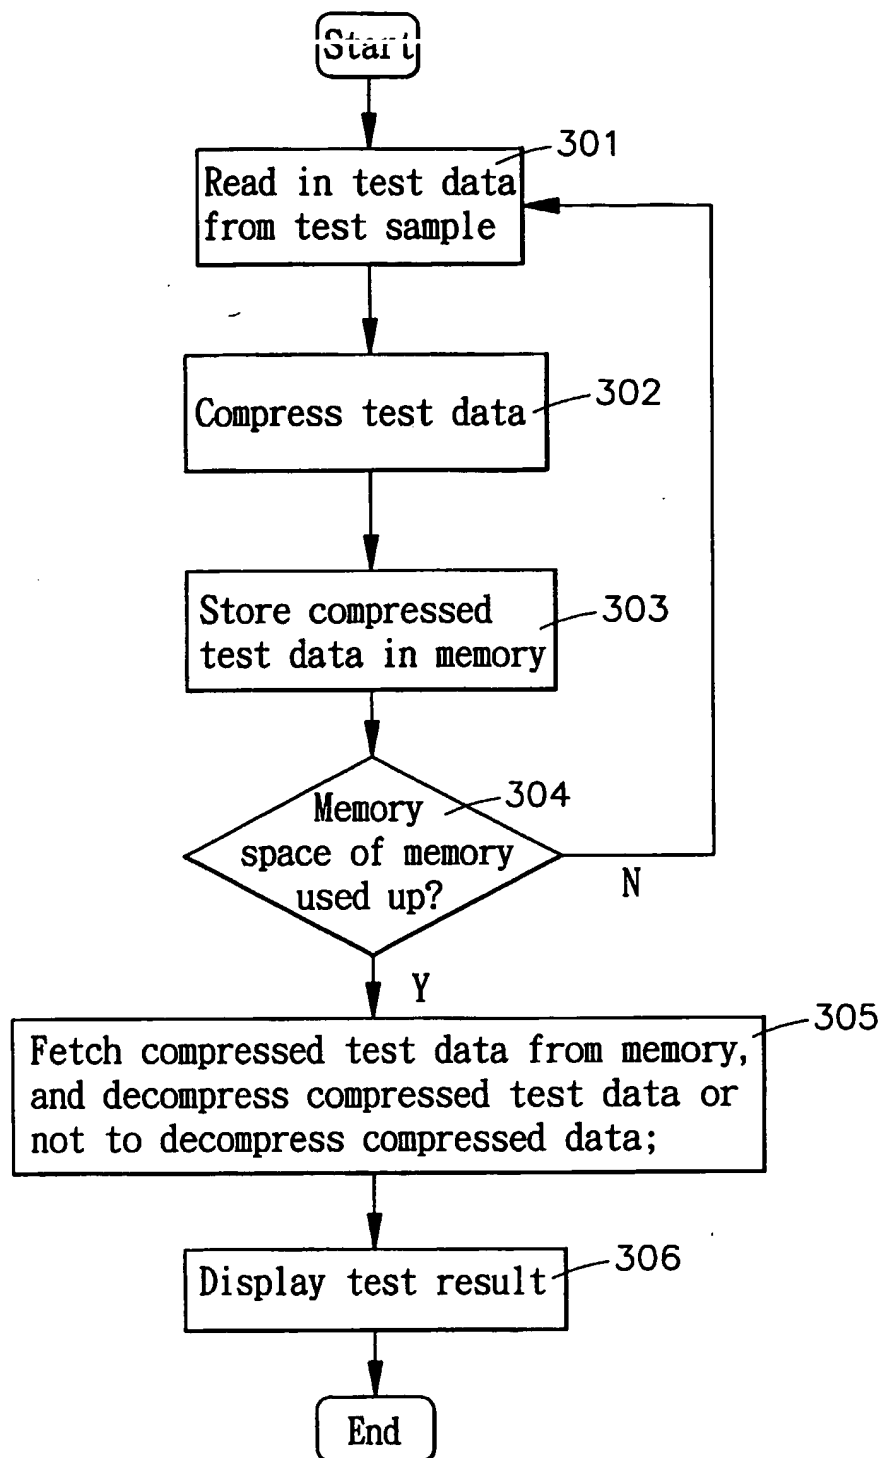 Start
301
Read in test data
from test sample
302
Compress test data
303
Store compressed
test data in memory
304
Memory
space of memory
used up?
N
Y
305
Fetch compressed test data from memory,
and decompress compressed test data or
not to decompress compressed data;
306
Display test result
End